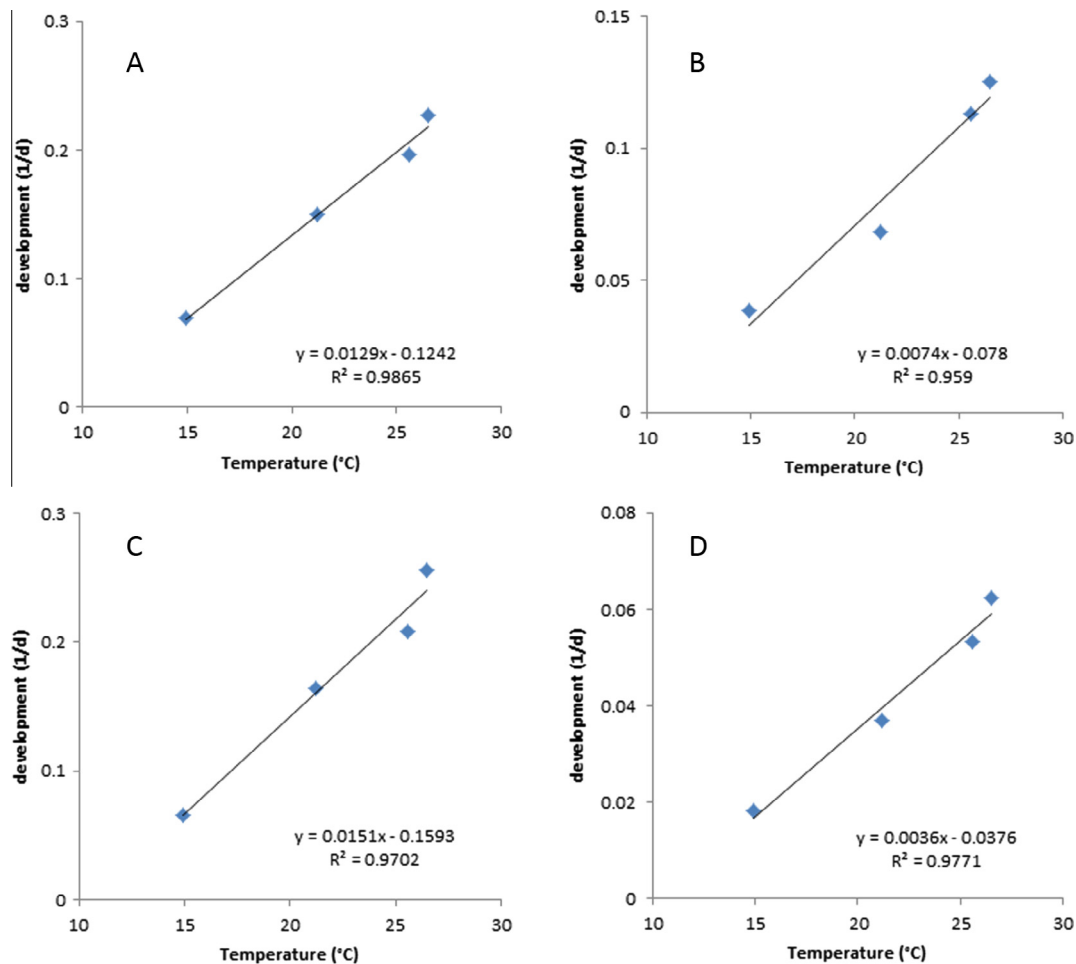 A
development (1/d)
0.3
0.2
0.1
0
10 15 20 25 30
y = 0.0129x - 0.1242
R² = 0.9865
Temperature (°C)
B
development (1/d)
0.15
0.1
0.05
0
10 15 20 25 30
y = 0.0074x - 0.078
R² = 0.959
Temperature (°C)
C
development (1/d)
0.3
0.2
0.1
0
10 15 20 25 30
y = 0.0151x - 0.1593
R² = 0.9702
Temperature (°C)
D
development (1/d)
0.08
0.06
0.04
0.02
0
10 15 20 25 30
y = 0.0036x - 0.0376
R² = 0.9771
Temperature (°C)